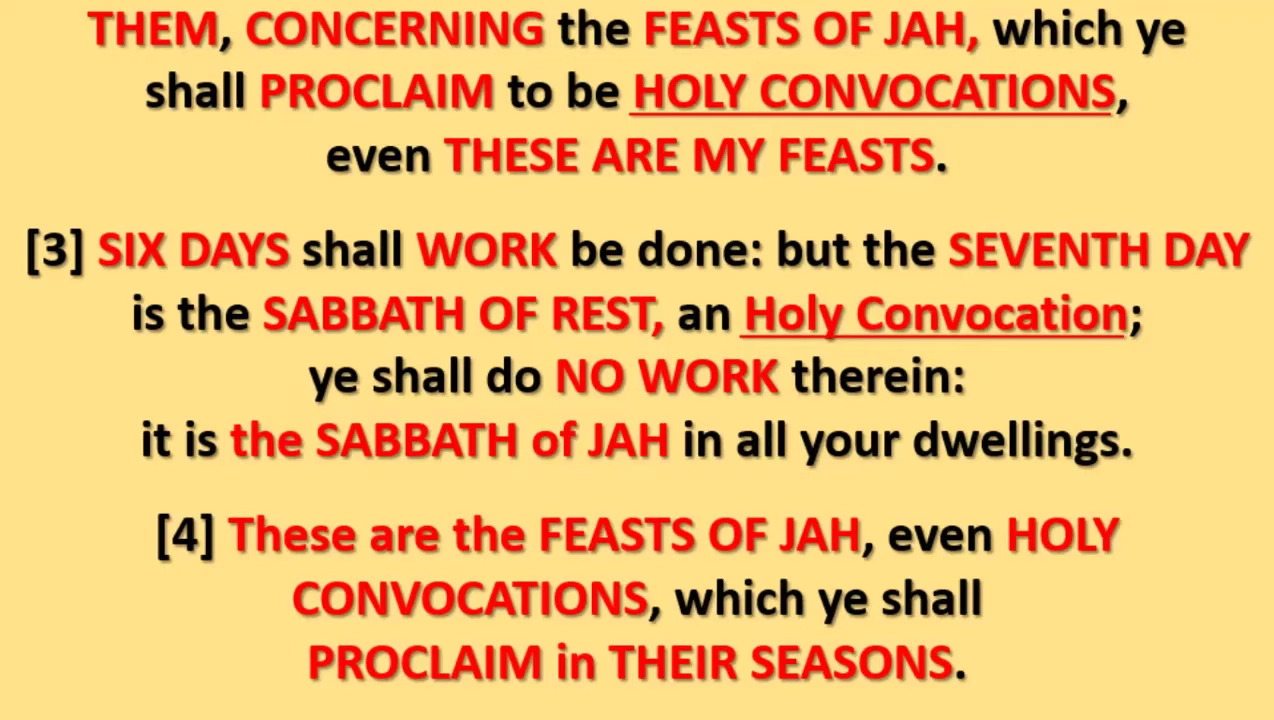 THEM, CONCERNING the FEASTS OF JAH, which ye
shall PROCLAIM to be HOLY CONVOCATIONS,
even THESE ARE MY FEASTS.
[3] SIX DAYS shall WORK be done: but the SEVENTH DAY
is the SABBATH OF REST, an Holy Convocation;
ye shall do NO WORK therein:
it is the SABBATH of JAH in all your dwellings.
[4] These are the FEASTS OF JAH, even HOLY
CONVOCATIONS, which ye shall
PROCLAIM in THEIR SEASONS.